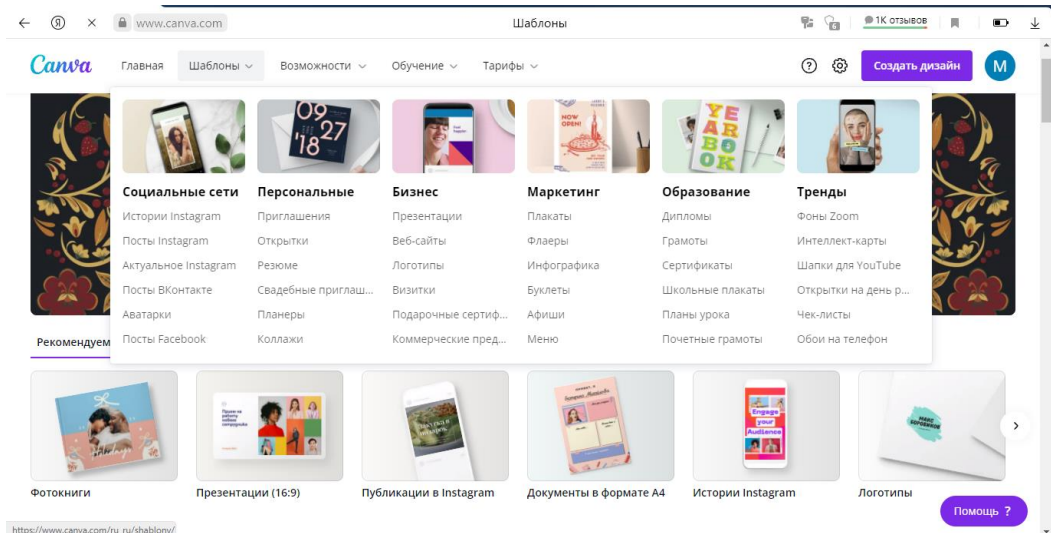 www.canva.com
Шаблоны
1К отзывов
Canva
Главная
Шаблоны
Возможности
Обучение
Тарифы
Создать дизайн
М
09
27
'18
NOW OPEN!
YEARBOOK
Социальные сети
Персональные
Бизнес
Маркетинг
Образование
Тренды
Истории Instagram
Приглашения
Презентации
Плакаты
Дипломы
Фоны Zoom
Посты Instagram
Открытки
Веб-сайты
Флаеры
Грамоты
Интеллект-карты
Актуальное Instagram
Резюме
Логотипы
Инфографика
Сертификаты
Шапки для YouTube
Посты ВКонтакте
Свадебные приглаш...
Визитки
Буклеты
Школьные плакаты
Открытки на день р...
Аватарки
Планеры
Подарочные сертиф...
Афиши
Планы урока
Чек-листы
Посты Facebook
Коллажи
Коммерческие пред...
Меню
Почетные грамоты
Обои на телефон
Рекомендуем
Engage your Audience
Фотокниги
Презентации (16:9)
Публикации в Instagram
Документы в формате А4
Истории Instagram
Логотипы
Помощь ?
https://www.canva.com/ru_ru/shablony/